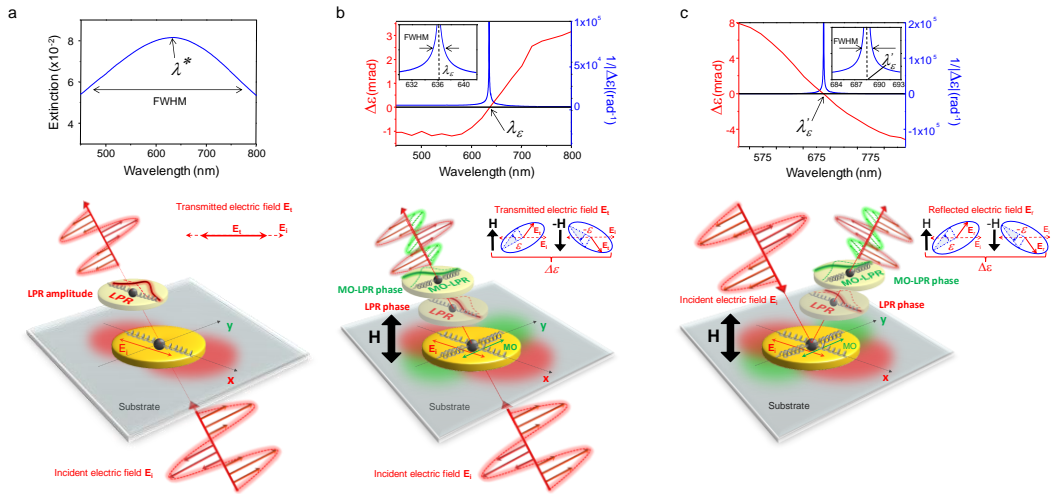 a
Extinction (x10⁻²)
8
6
4
λ*
FWHM
500
600
700
800
Wavelength (nm)
Transmitted electric field Eₜ
Eₜ
Eᵢ
LPR amplitude
LPR
y
Eᵢ
x
Substrate
Incident electric field Eᵢ
b
Δε(mrad)
3
2
1
0
-1
FWHM
λε
632
636
640
1x10⁵
5x10⁴
0
1/|Δε|(rad⁻¹)
λε
500
600
700
800
Wavelength (nm)
Transmitted electric field Eₜ
H
ε
Eₜ
Eᵢ
-H
-ε
Eₜ
Eᵢ
Δε
MO-LPR
MO-LPR phase
LPR phase
LPR
H
y
Eᵢ
MO
x
Substrate
Incident electric field Eᵢ
c
Δε(mrad)
8
4
0
-4
FWHM
λ'ε
684
687
690
693
2x10⁵
1x10⁵
0
-1x10⁵
1/|Δε|(rad⁻¹)
λ'ε
575
675
775
Wavelength (nm)
Reflected electric field Eᵢ
H
ε
Eᵢ
-H
-ε
Eᵢ
Δε
MO-LPR
MO-LPR phase
Incident electric field Eᵢ
LPR phase
LPR
H
y
Eᵢ
MO
x
Substrate